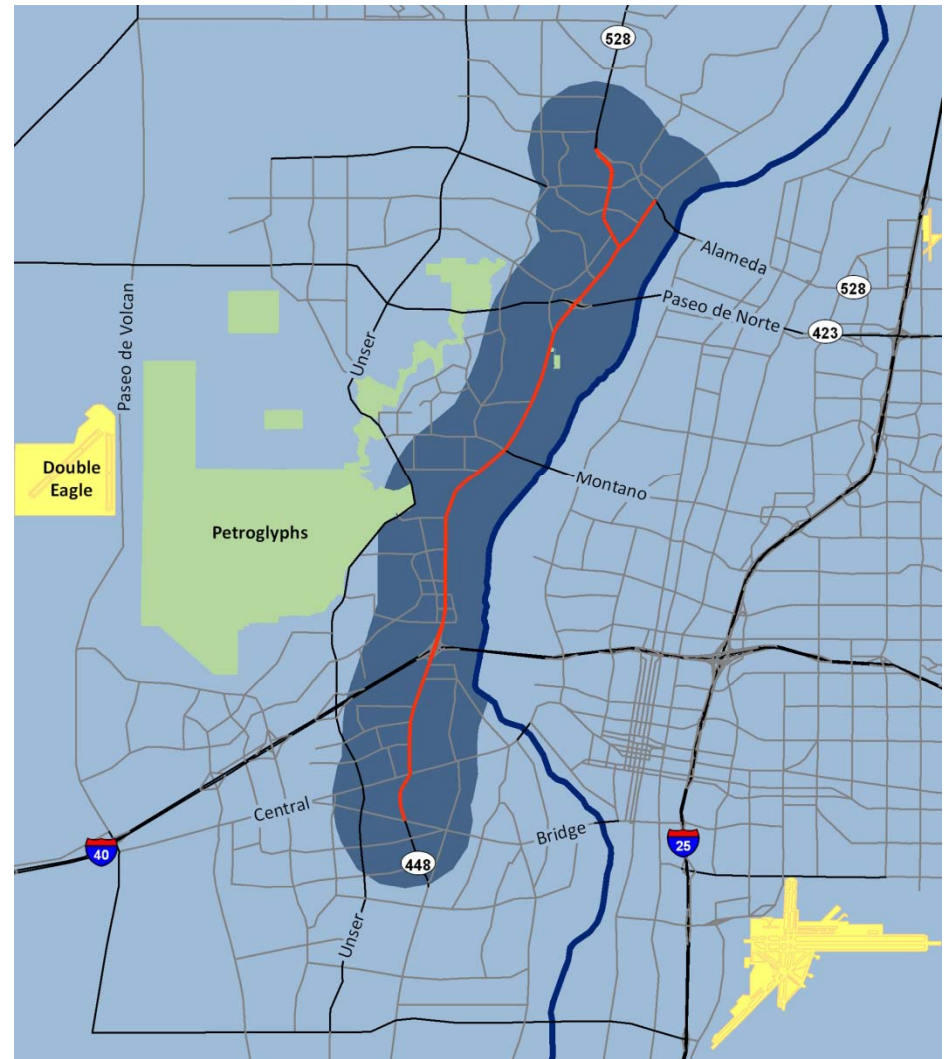 528
Alameda
528
Paseo de Norte
423
Paseo de Volcan
Unser
Double
Eagle
Petroglyphs
Montano
Central
Bridge
40
448
25
Unser